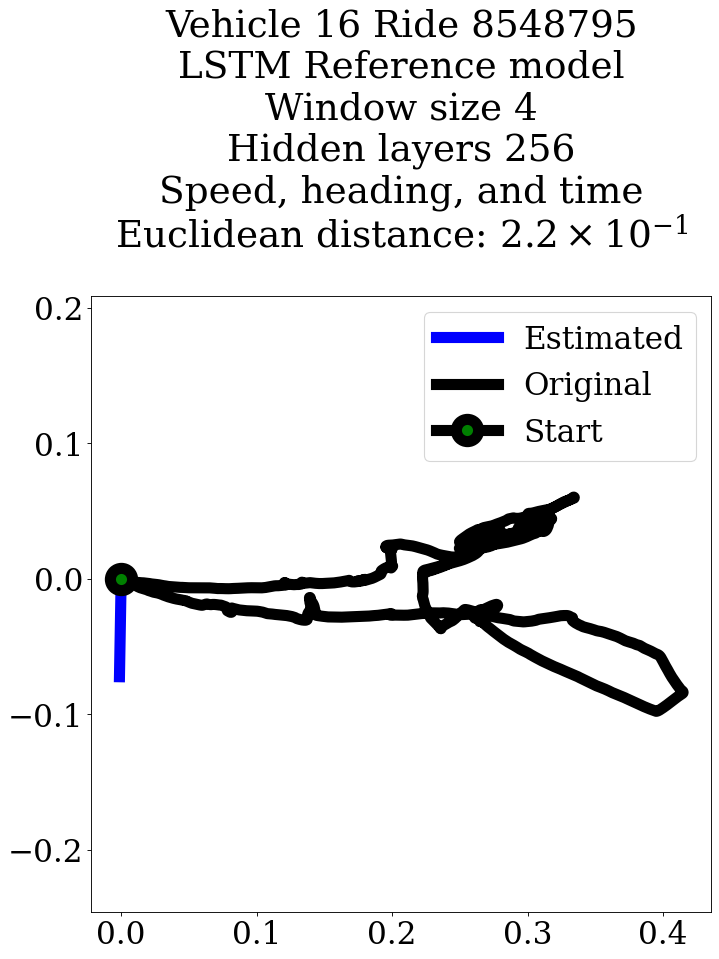 Vehicle 16 Ride 8548795
LSTM Reference model
Window size 4
Hidden layers 256
Speed, heading, and time
Euclidean distance: 2.2 × 10⁻¹
Estimated
Original
Start
0.2
0.1
0.0
−0.1
−0.2
0.0 0.1 0.2 0.3 0.4